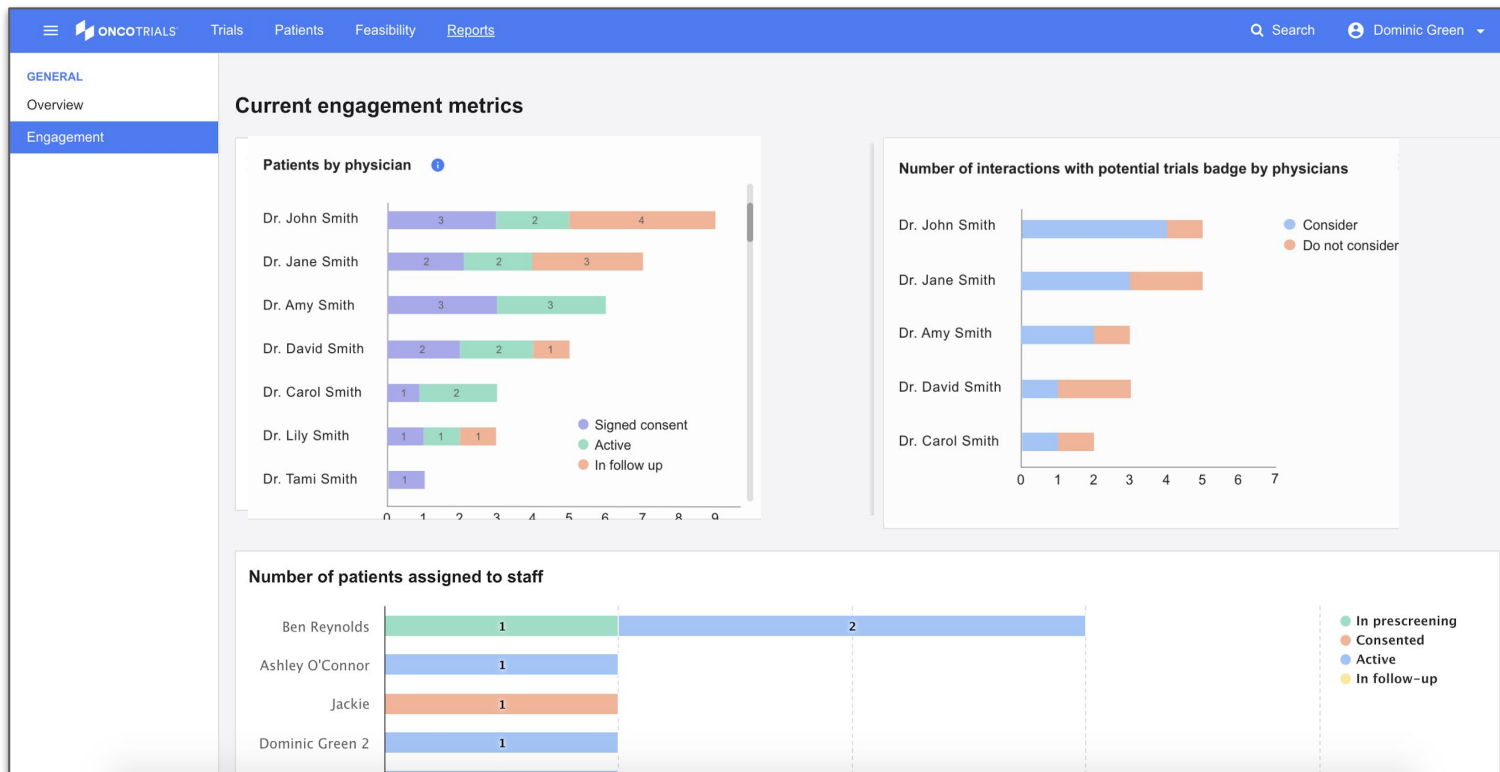 ONCOTRIALS Trials Patients Feasibility Reports Search Dominic Green
GENERAL
Overview
Engagement
Current engagement metrics
Patients by physician
Dr. John Smith 3 2 4
Dr. Jane Smith 2 2 3
Dr. Amy Smith 3 3
Dr. David Smith 2 2 1
Dr. Carol Smith 1 2
Dr. Lily Smith 1 1 1
Dr. Tami Smith 1
Signed consent
Active
In follow up
0 1 2 3 4 5 6 7 8 9
Number of interactions with potential trials badge by physicians
Dr. John Smith
Dr. Jane Smith
Dr. Amy Smith
Dr. David Smith
Dr. Carol Smith
Consider
Do not consider
0 1 2 3 4 5 6 7
Number of patients assigned to staff
Ben Reynolds 1 2
Ashley O'Connor 1
Jackie 1
Dominic Green 2 1
In prescreening
Consented
Active
In follow-up